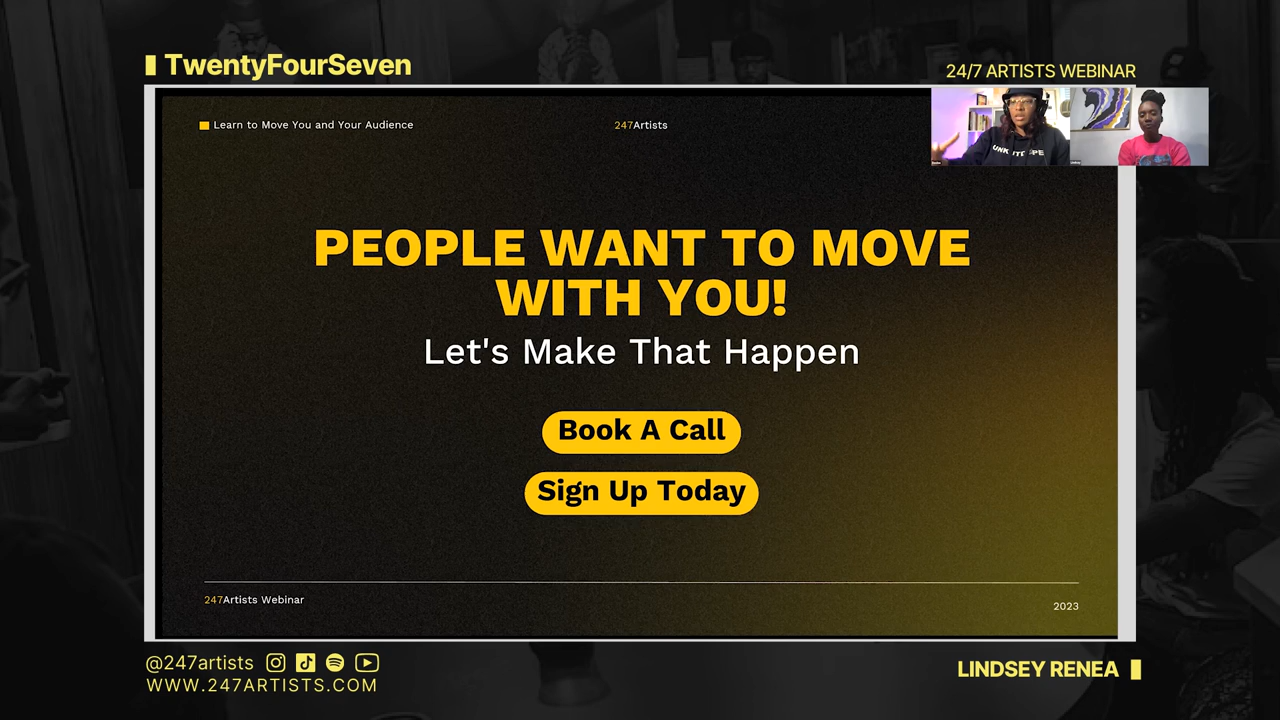 TwentyFourSeven
24/7 ARTISTS WEBINAR
Learn to Move You and Your Audience
247Artists
PEOPLE WANT TO MOVE
WITH YOU!
Let's Make That Happen
Book A Call
Sign Up Today
247Artists Webinar
2023
@247artists
WWW.247ARTISTS.COM
LINDSEY RENEA